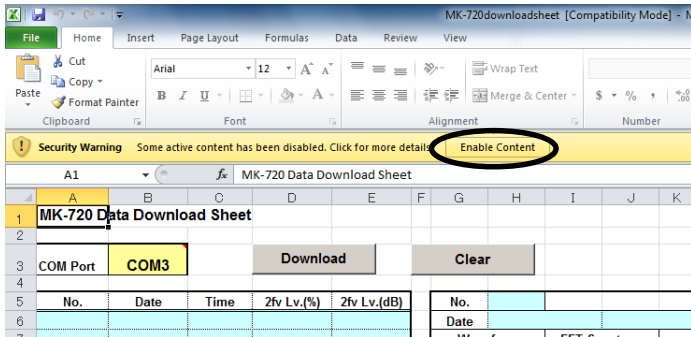 MK-720downloadsheet [Compatibility Mode] -
File Home Insert Page Layout Formulas Data Review View
Cut
Copy
Format Painter
Paste
Arial 12 A A
B I U A
Wrap Text
Merge & Center
$ % ,
Clipboard Font Alignment Number
Security Warning Some active content has been disabled. Click for more details Enable Content
A1 fx MK-720 Data Download Sheet
A B C D E F G H I J K
1 MK-720 Data Download Sheet
2
3 COM Port COM3 Download Clear
4
5 No. Date Time 2fv Lv.(%) 2fv Lv.(dB) No.
6 Date